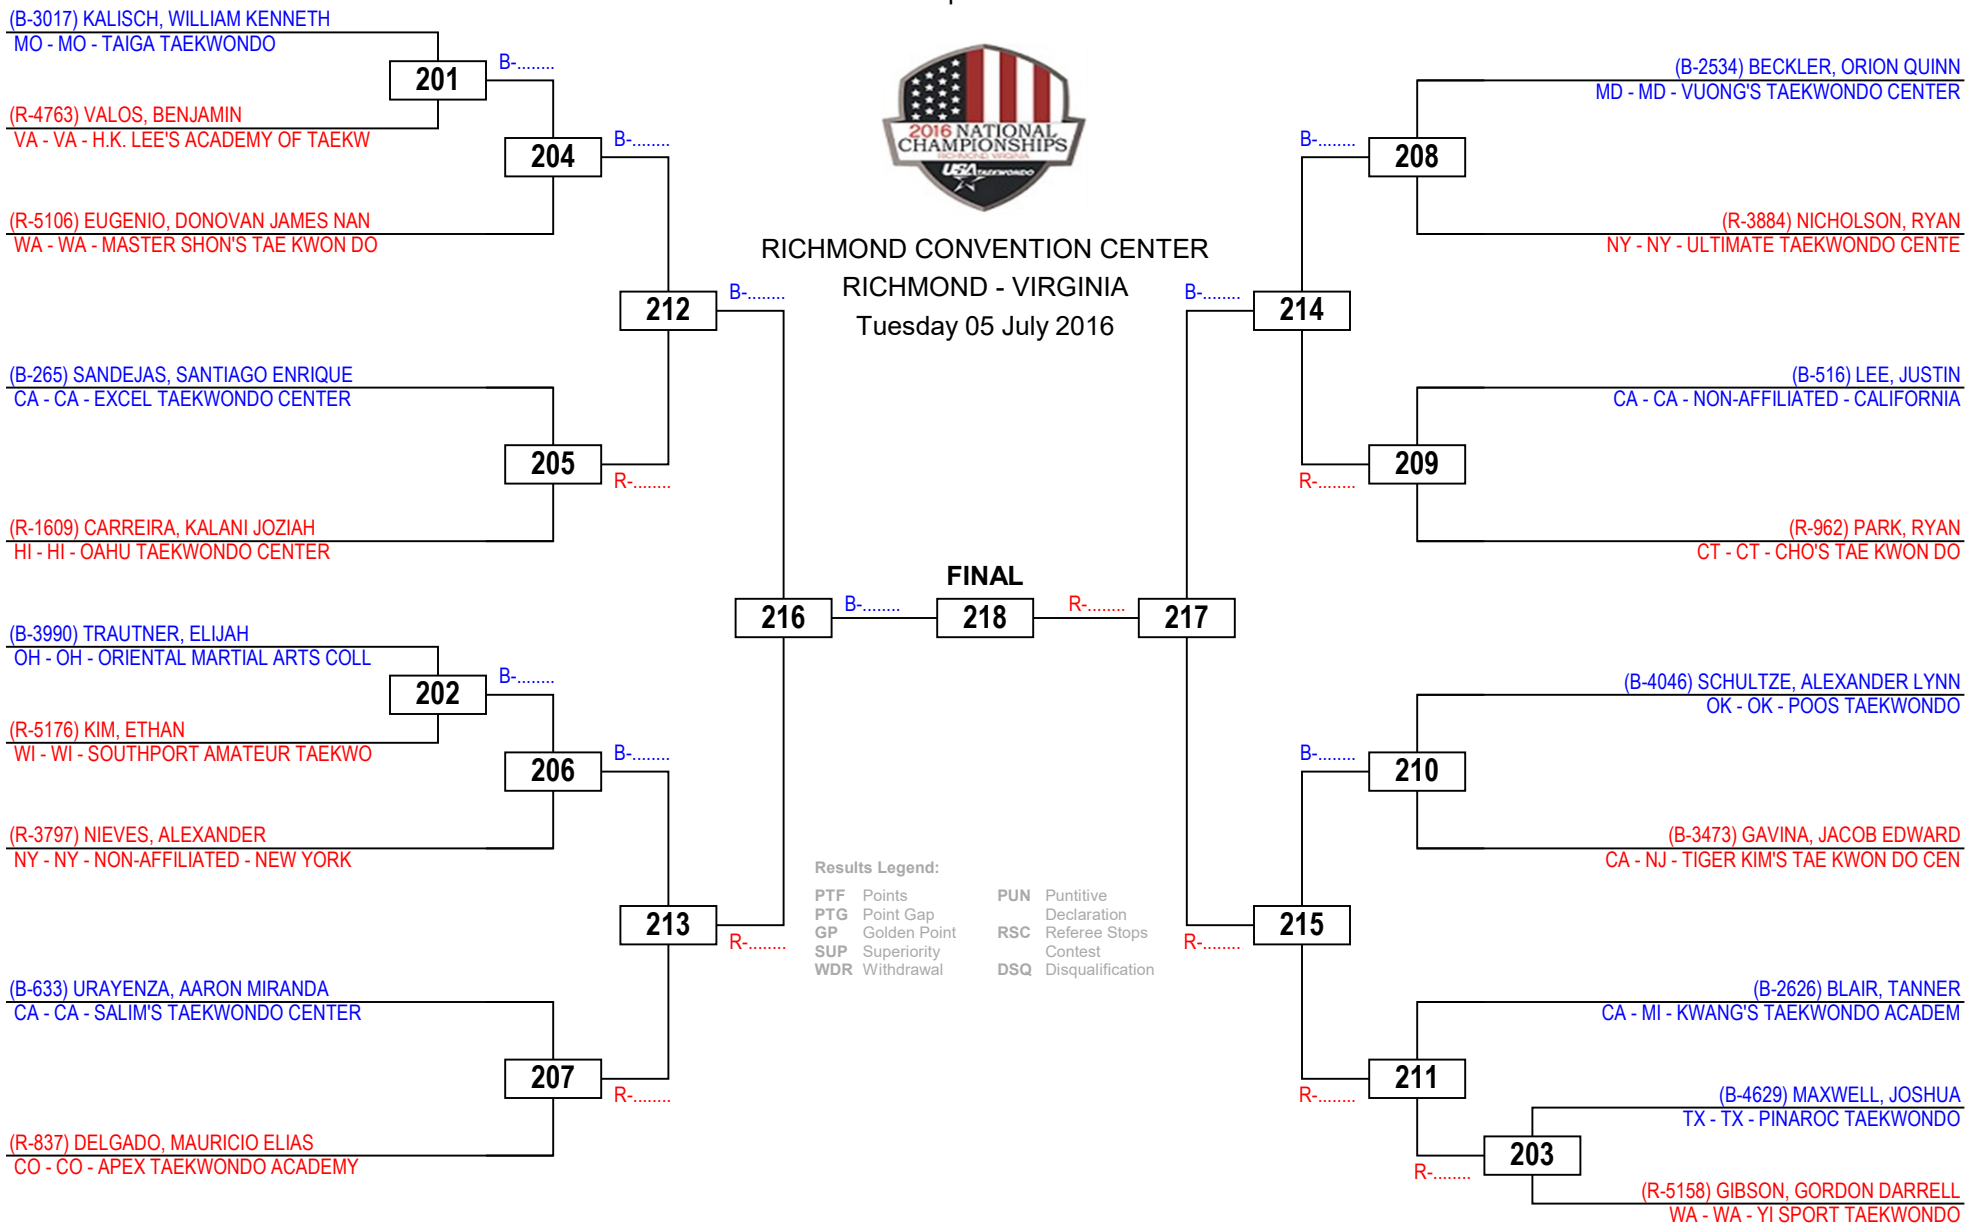 (B-3017) KALISCH, WILLIAM KENNETH
MO - MO - TAIGA TAEKWONDO
201
B-........
(R-4763) VALOS, BENJAMIN
VA - VA - H.K. LEE'S ACADEMY OF TAEKW
204
B-........
(R-5106) EUGENIO, DONOVAN JAMES NAN
WA - WA - MASTER SHON'S TAE KWON DO
212
B-........
(B-265) SANDEJAS, SANTIAGO ENRIQUE
CA - CA - EXCEL TAEKWONDO CENTER
205
R-........
(R-1609) CARREIRA, KALANI JOZIAH
HI - HI - OAHU TAEKWONDO CENTER
216
B-........
(B-3990) TRAUTNER, ELIJAH
OH - OH - ORIENTAL MARTIAL ARTS COLL
202
B-........
(R-5176) KIM, ETHAN
WI - WI - SOUTHPORT AMATEUR TAEKWO
206
B-........
(R-3797) NIEVES, ALEXANDER
NY - NY - NON-AFFILIATED - NEW YORK
213
R-........
(B-633) URAYENZA, AARON MIRANDA
CA - CA - SALIM'S TAEKWONDO CENTER
207
R-........
(R-837) DELGADO, MAURICIO ELIAS
CO - CO - APEX TAEKWONDO ACADEMY
2016 NATIONAL
CHAMPIONSHIPS
RICHMOND, VIRGINIA
USA TAEKWONDO
RICHMOND CONVENTION CENTER
RICHMOND - VIRGINIA
Tuesday 05 July 2016
FINAL
218
Results Legend:
PTF Points
PTG Point Gap
GP Golden Point
SUP Superiority
WDR Withdrawal
PUN Puntitive
Declaration
RSC Referee Stops
Contest
DSQ Disqualification
(B-2534) BECKLER, ORION QUINN
MD - MD - VUONG'S TAEKWONDO CENTER
B-........
208
(R-3884) NICHOLSON, RYAN
NY - NY - ULTIMATE TAEKWONDO CENTE
B-........
214
(B-516) LEE, JUSTIN
CA - CA - NON-AFFILIATED - CALIFORNIA
209
R-........
(R-962) PARK, RYAN
CT - CT - CHO'S TAE KWON DO
R-........
217
(B-4046) SCHULTZE, ALEXANDER LYNN
OK - OK - POOS TAEKWONDO
B-........
210
(B-3473) GAVINA, JACOB EDWARD
CA - NJ - TIGER KIM'S TAE KWON DO CEN
215
R-........
(B-2626) BLAIR, TANNER
CA - MI - KWANG'S TAEKWONDO ACADEM
211
R-........
(B-4629) MAXWELL, JOSHUA
TX - TX - PINAROC TAEKWONDO
203
R-........
(R-5158) GIBSON, GORDON DARRELL
WA - WA - YI SPORT TAEKWONDO